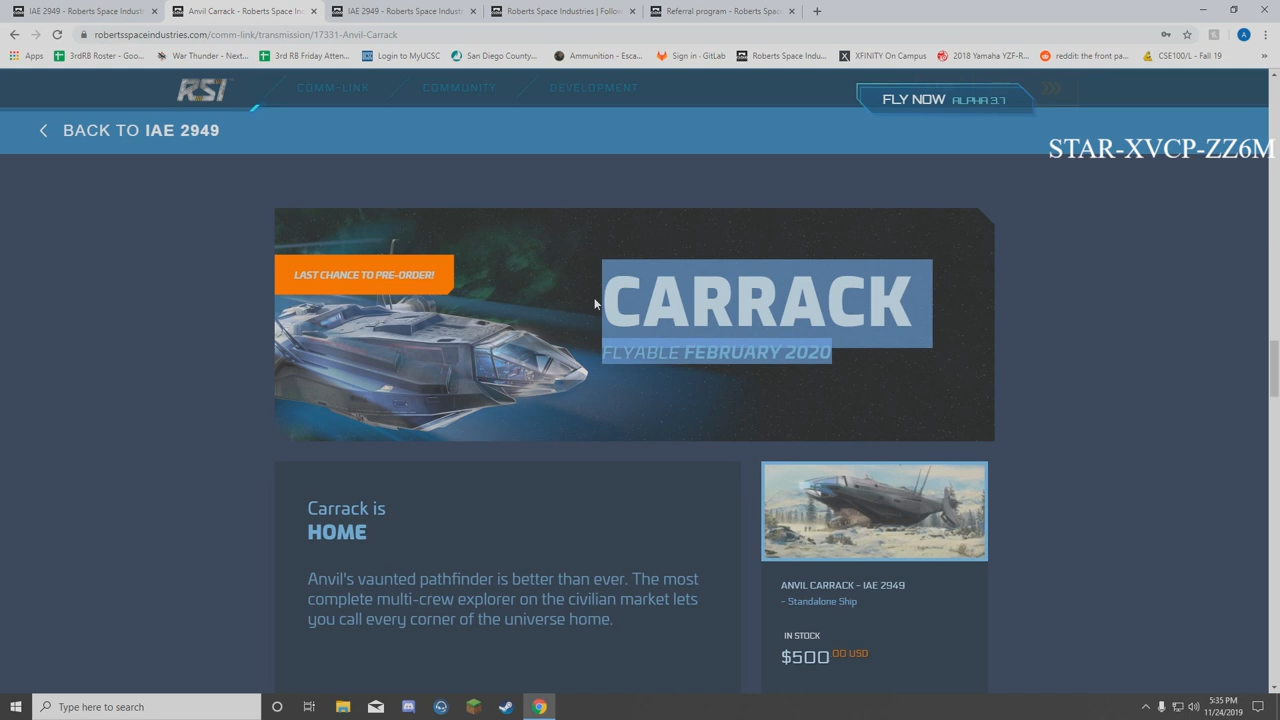 IAE 2949 - Roberts Space Industri
Anvil Carrack - Roberts Space In
IAE 2949 - Roberts Space Industri
Roberts Space Industries | Follow
Referral program - Roberts Space
robertsspaceindustries.com/comm-link/transmission/17331-Anvil-Carrack
A
Apps
3rdRB Roster - Goo...
War Thunder - Next...
3rd RB Friday Atten...
Login to MyUCSC
San Diego County...
Ammunition - Esca...
Sign in · GitLab
Roberts Space Indu...
XFINITY On Campus
2018 Yamaha YZF-R...
reddit: the front pa...
CSE100/L - Fall 19
RSI
COMM-LINK
COMMUNITY
DEVELOPMENT
FLY NOW ALPHA 3.7
BACK TO IAE 2949
STAR-XVCP-ZZ6M
LAST CHANCE TO PRE-ORDER!
CARRACK
FLYABLE FEBRUARY 2020
Carrack is
HOME
Anvil's vaunted pathfinder is better than ever. The most
complete multi-crew explorer on the civilian market lets
you call every corner of the universe home.
ANVIL CARRACK - IAE 2949
- Standalone Ship
IN STOCK
$500.00 USD
Type here to search
5:35 PM
11/24/2019